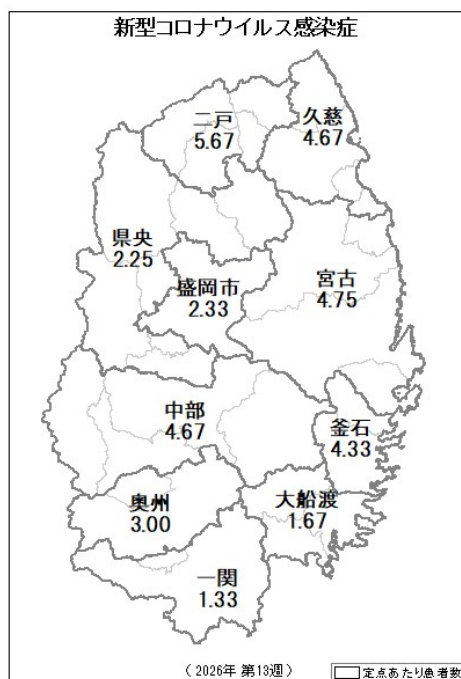 新型コロナウイルス感染症
二戸
5.67
久慈
4.67
県央
2.25
盛岡市
2.33
宮古
4.75
中部
4.67
釜石
4.33
奥州
3.00
大船渡
1.67
一関
1.33
(2026年 第13週)
定点あたり患者数